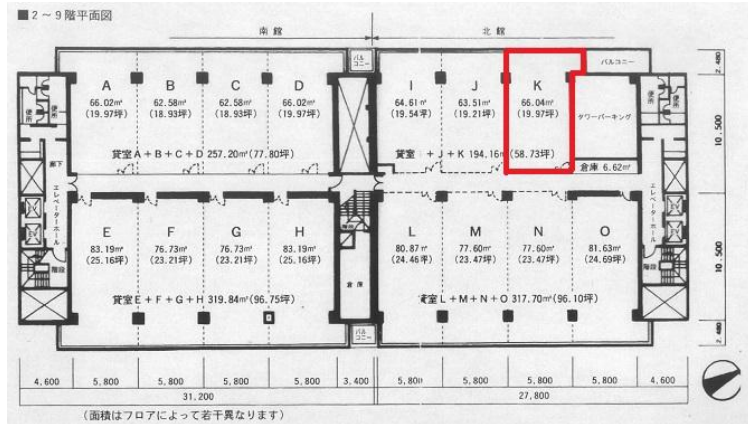 ■2～9階平面図
南館
北館
バルコニー
バルコニー
2,480
A
B
C
D
I
J
K
66.02㎡
62.58㎡
62.58㎡
66.02㎡
64.61㎡
63.51㎡
66.04㎡
(19.97坪)
(18.93坪)
(18.93坪)
(19.97坪)
(19.54坪)
(19.21坪)
(19.97坪)
タワーパーキング
便所
便所
便所
便所
10,500
貸室A+B+C+D 257.20㎡(77.80坪)
貸室I+J+K 194.16㎡(58.73坪)
倉庫 6.62㎡
廊下
エレベーターホール
エレベーターホール
EV
EV
EV
EV
E
F
G
H
L
M
N
O
83.19㎡
76.73㎡
76.73㎡
83.19㎡
80.87㎡
77.60㎡
77.60㎡
81.63㎡
(25.16坪)
(23.21坪)
(23.21坪)
(25.16坪)
(24.46坪)
(23.47坪)
(23.47坪)
(24.69坪)
階段
階段
倉庫
10,500
貸室E+F+G+H 319.84㎡(96.75坪)
貸室L+M+N+O 317.70㎡(96.10坪)
バルコニー
2,480
4,600
5,800
5,800
5,800
5,800
3,400
5,800
5,800
5,800
5,800
4,600
31,200
27,800
(面積はフロアによって若干異なります)